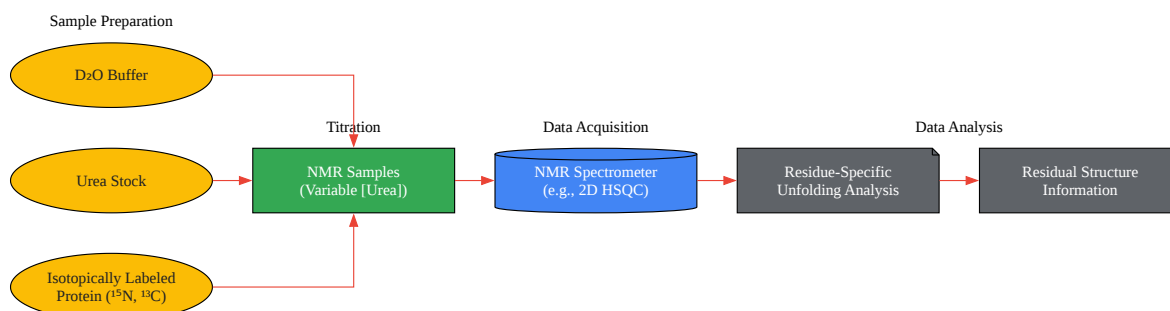 Sample Preparation
D₂O Buffer
Titration
Data Acquisition
Data Analysis
Urea Stock
NMR Samples
(Variable [Urea])
NMR Spectrometer
(e.g., 2D HSQC)
Residue-Specific
Unfolding Analysis
Residual Structure
Information
Isotopically Labeled
Protein (¹⁵N, ¹³C)